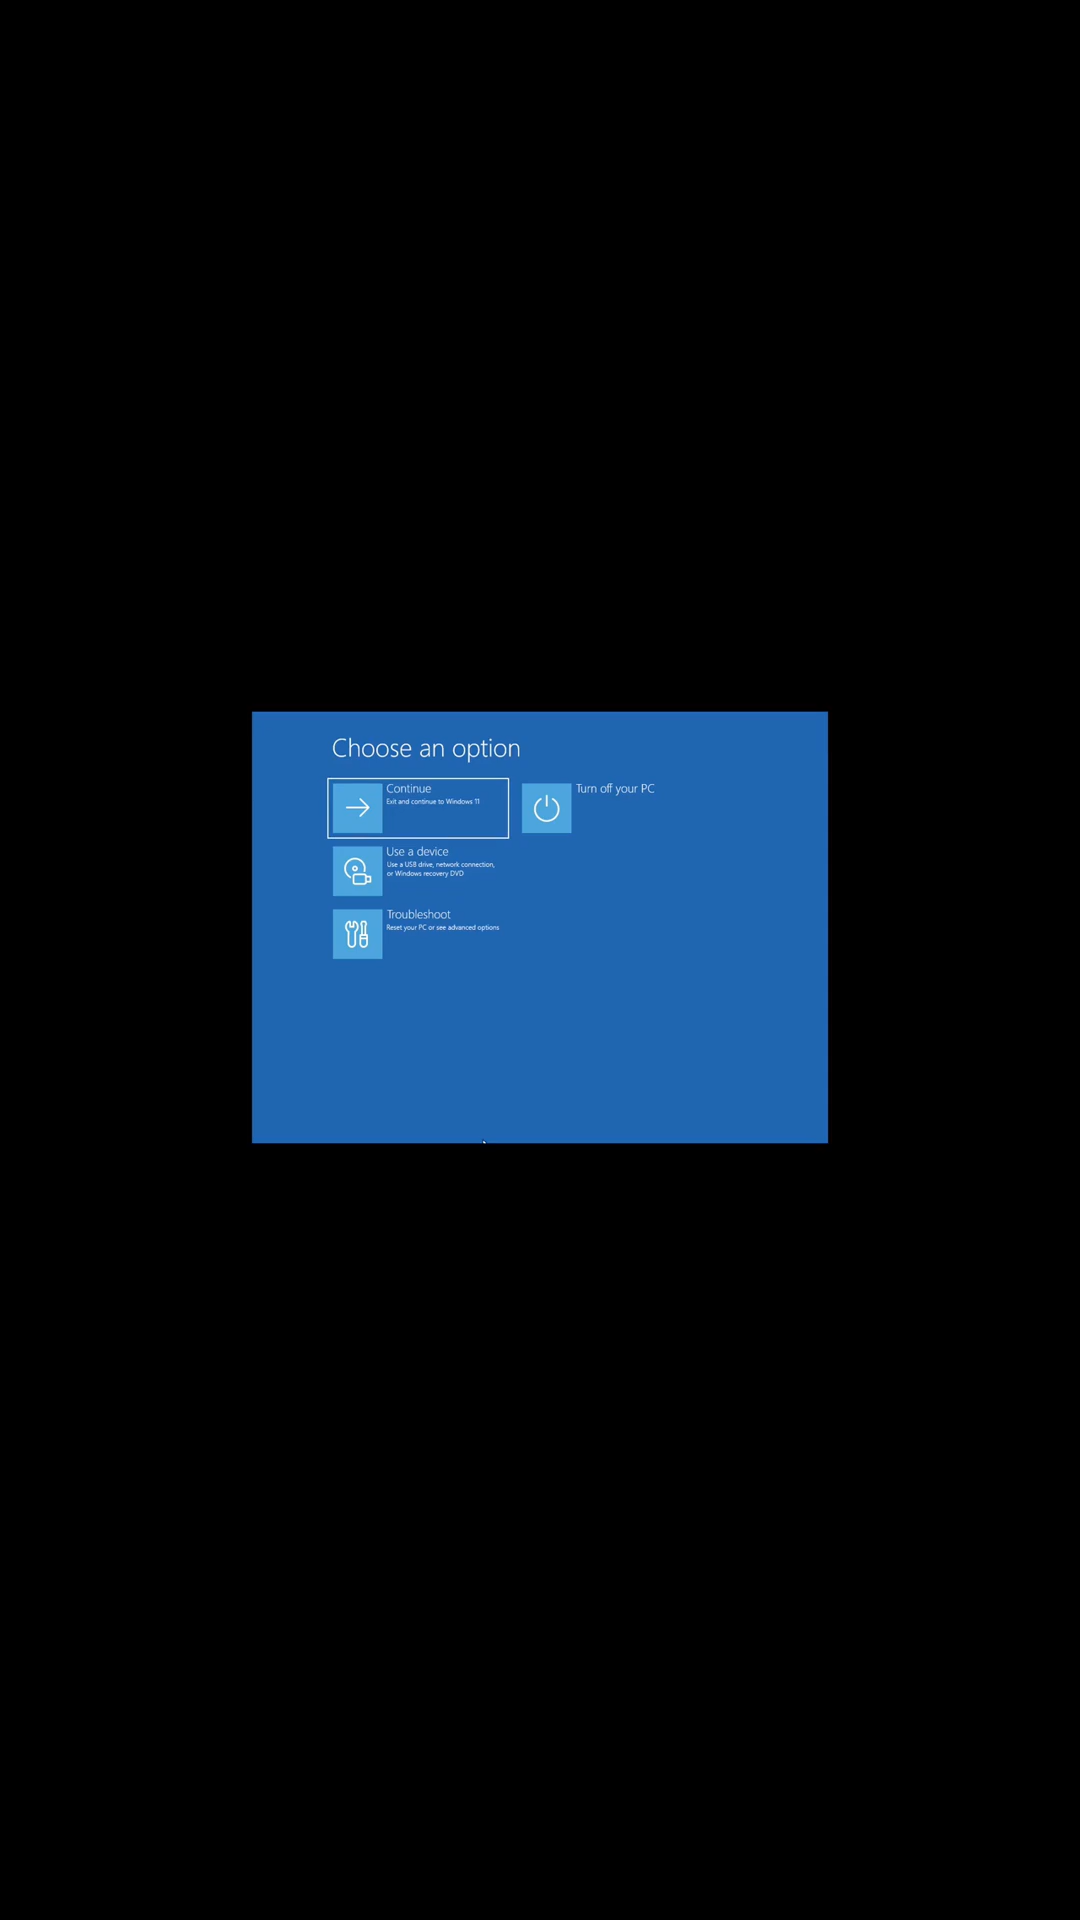 Choose an option
Continue
Exit and continue to Windows 11
Turn off your PC
Use a device
Use a USB drive, network connection,
or Windows recovery DVD
Troubleshoot
Reset your PC or see advanced options